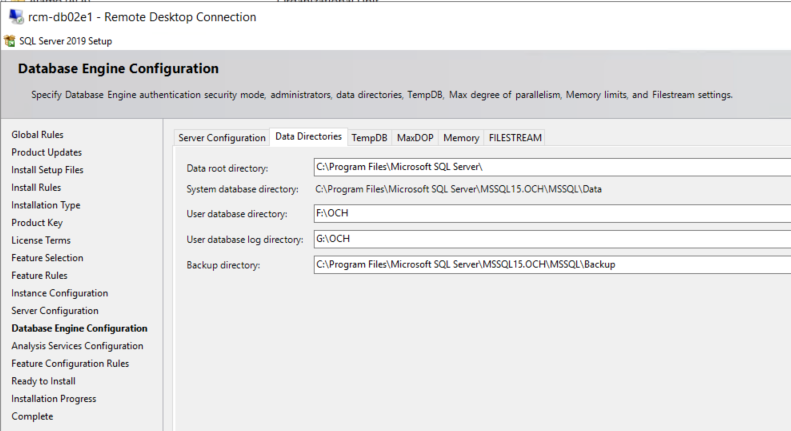 rcm-db02e1 - Remote Desktop Connection
SQL Server 2019 Setup
Database Engine Configuration
Specify Database Engine authentication security mode, administrators, data directories, TempDB, Max degree of parallelism, Memory limits, and Filestream settings.
Global Rules
Product Updates
Install Setup Files
Install Rules
Installation Type
Product Key
License Terms
Feature Selection
Feature Rules
Instance Configuration
Server Configuration
Database Engine Configuration
Analysis Services Configuration
Feature Configuration Rules
Ready to Install
Installation Progress
Complete
Server Configuration Data Directories TempDB MaxDOP Memory FILESTREAM
Data root directory: C:\Program Files\Microsoft SQL Server\
System database directory: C:\Program Files\Microsoft SQL Server\MSSQL15.OCH\MSSQL\Data
User database directory: F:\OCH
User database log directory: G:\OCH
Backup directory: C:\Program Files\Microsoft SQL Server\MSSQL15.OCH\MSSQL\Backup